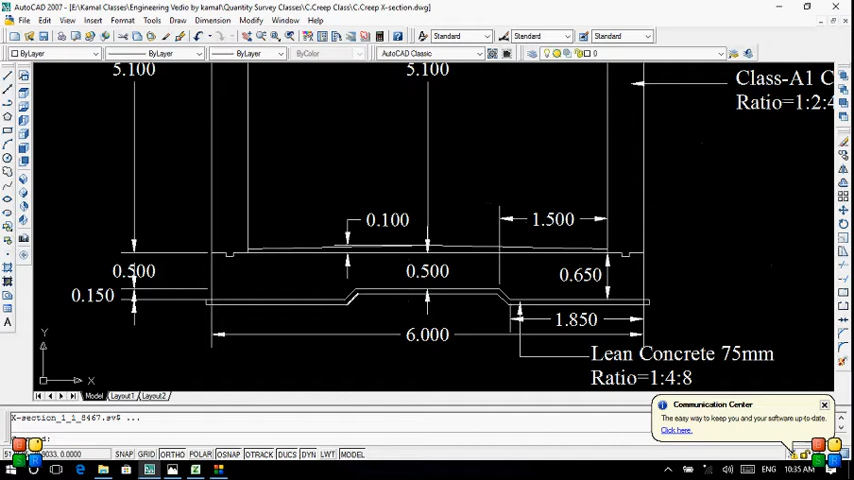 AutoCAD 2007 - [E:\Kamal Classes\Engineering Vedio by kamal\Quantity Survey Classes\C.Creep Class\C.Creep X-section.dwg]
File Edit View Insert Format Tools Draw Dimension Modify Window Help
Standard Standard Standard
ByLayer ByLayer ByLayer ByColor AutoCAD Classic 0
5.100 5.100
Class-A1 C
Ratio=1:2:4
0.100 1.500
0.500 0.500 0.650
0.150
1.850
6.000
Lean Concrete 75mm
Ratio=1:4:8
Y
X
Model Layout1 Layout2
X-section_1_1_8467.sv$ ...
Communication Center
The easy way to keep you and your software up-to-date.
Click here.
SNAP GRID ORTHO POLAR OSNAP OTRACK DUCS DYN LWT MODEL
ENG 10:35 AM